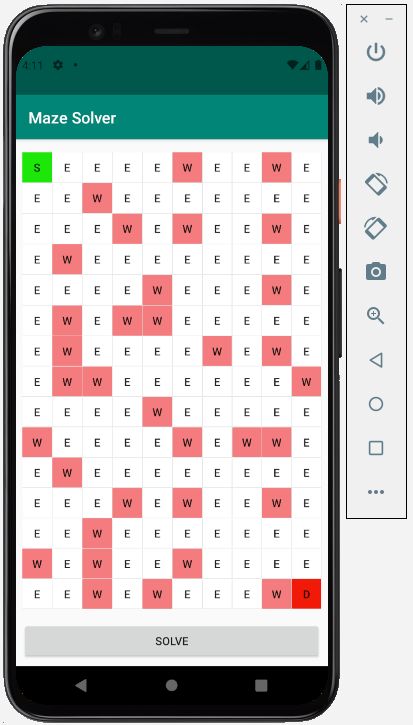 4:11
Maze Solver
S E E E E W E E W E
E E W E E E E E E E
E E E W E W E E W E
E W E E E E E E E E
E E E E W E E E W E
E W E W W E E E E E
E W E E E E W E W E
E W W E E E E E E W
E E E E W E E E E E
W E E E E W E W W E
E W E E E E E E E E
E E E W E W E E W E
E E W E E E E E E E
W E W E E W E E E E
E E W E W E E E W D
SOLVE